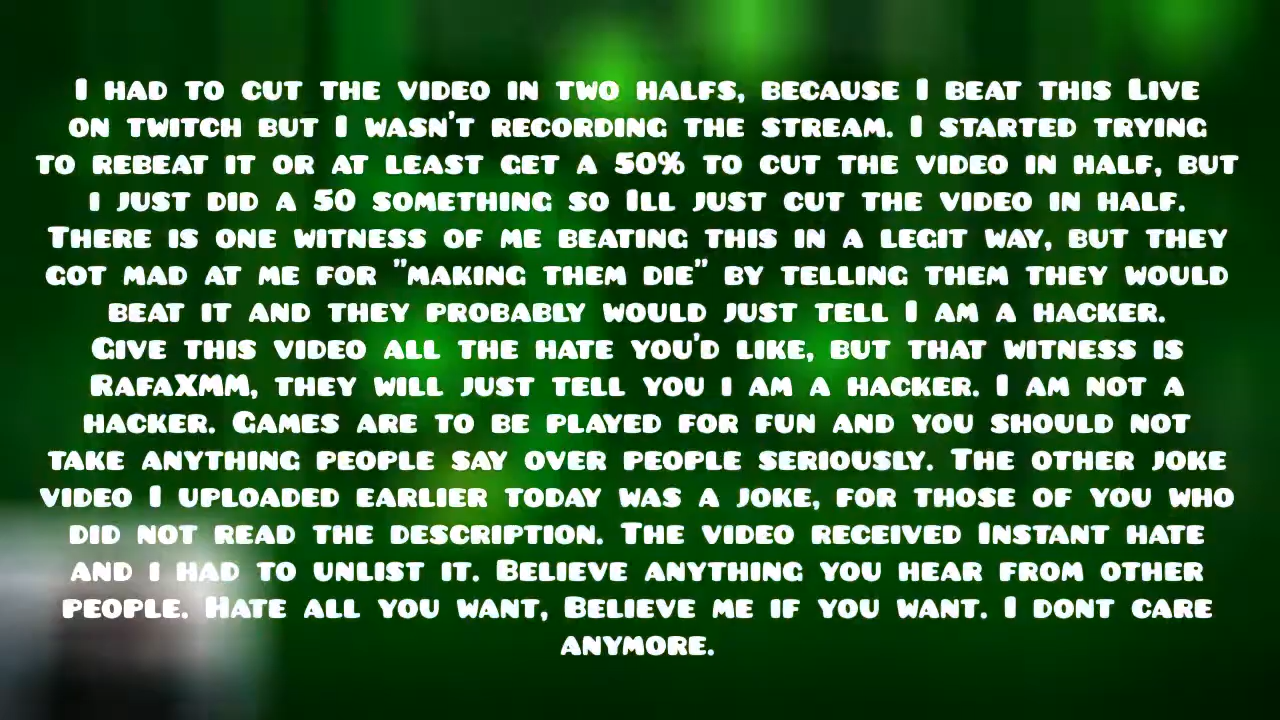 I had to cut the video in two halfs, because I beat this Live
on twitch but I wasn't recording the stream. I started trying
to rebeat it or at least get a 50% to cut the video in half, but
i just did a 50 something so Ill just cut the video in half.
There is one witness of me beating this in a legit way, but they
got mad at me for "making them die" by telling them they would
beat it and they probably would just tell I am a hacker.
Give this video all the hate you'd like, but that witness is
RafaXMM, they will just tell you i am a hacker. I am not a
hacker. Games are to be played for fun and you should not
take anything people say over people seriously. The other joke
video I uploaded earlier today was a joke, for those of you who
did not read the description. The video received Instant hate
and i had to unlist it. Believe anything you hear from other
people. Hate all you want, Believe me if you want. I dont care
anymore.